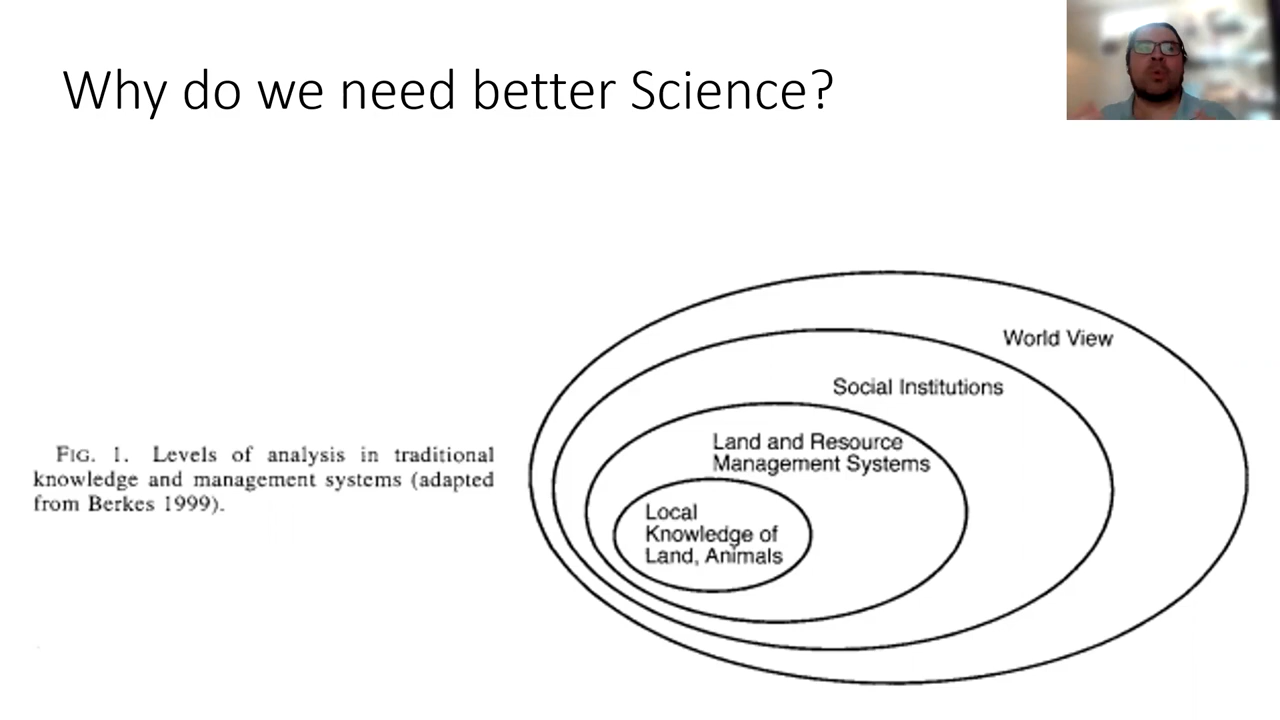 Why do we need better Science?
World View
Social Institutions
Land and Resource
Management Systems
FIG. 1. Levels of analysis in traditional
knowledge and management systems (adapted
from Berkes 1999).
Local
Knowledge of
Land, Animals